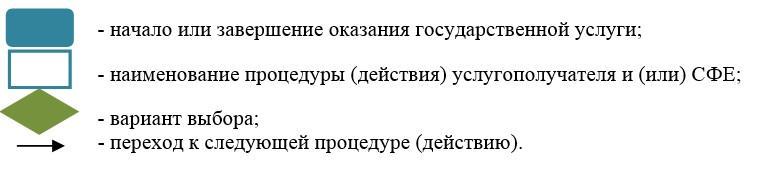 - начало или завершение оказания государственной услуги;
- наименование процедуры (действия) услугополучателя и (или) СФЕ;
- вариант выбора;
- переход к следующей процедуре (действию).